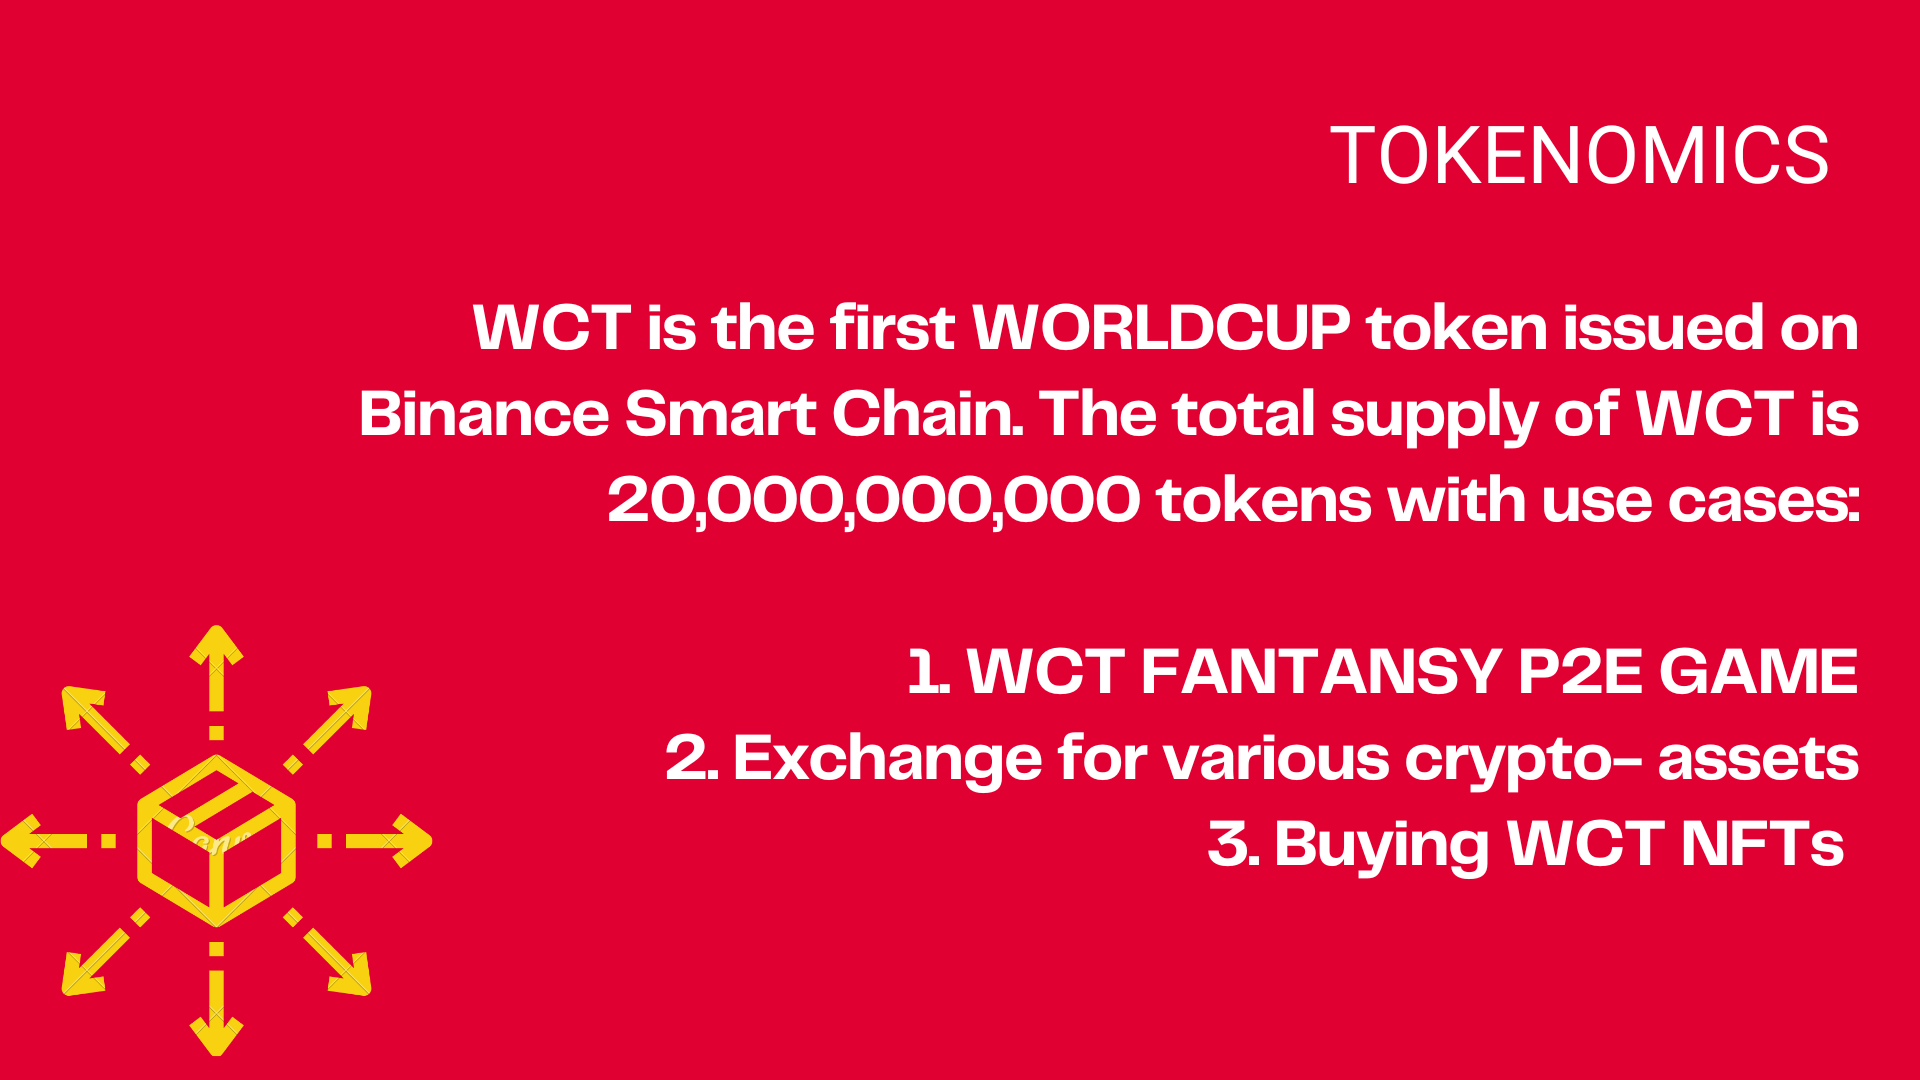 TOKENOMICS
WCT is the first WORLDCUP token issued on
Binance Smart Chain. The total supply of WCT is
20,000,000,000 tokens with use cases:
1. WCT FANTANSY P2E GAME
2. Exchange for various crypto- assets
3. Buying WCT NFTs